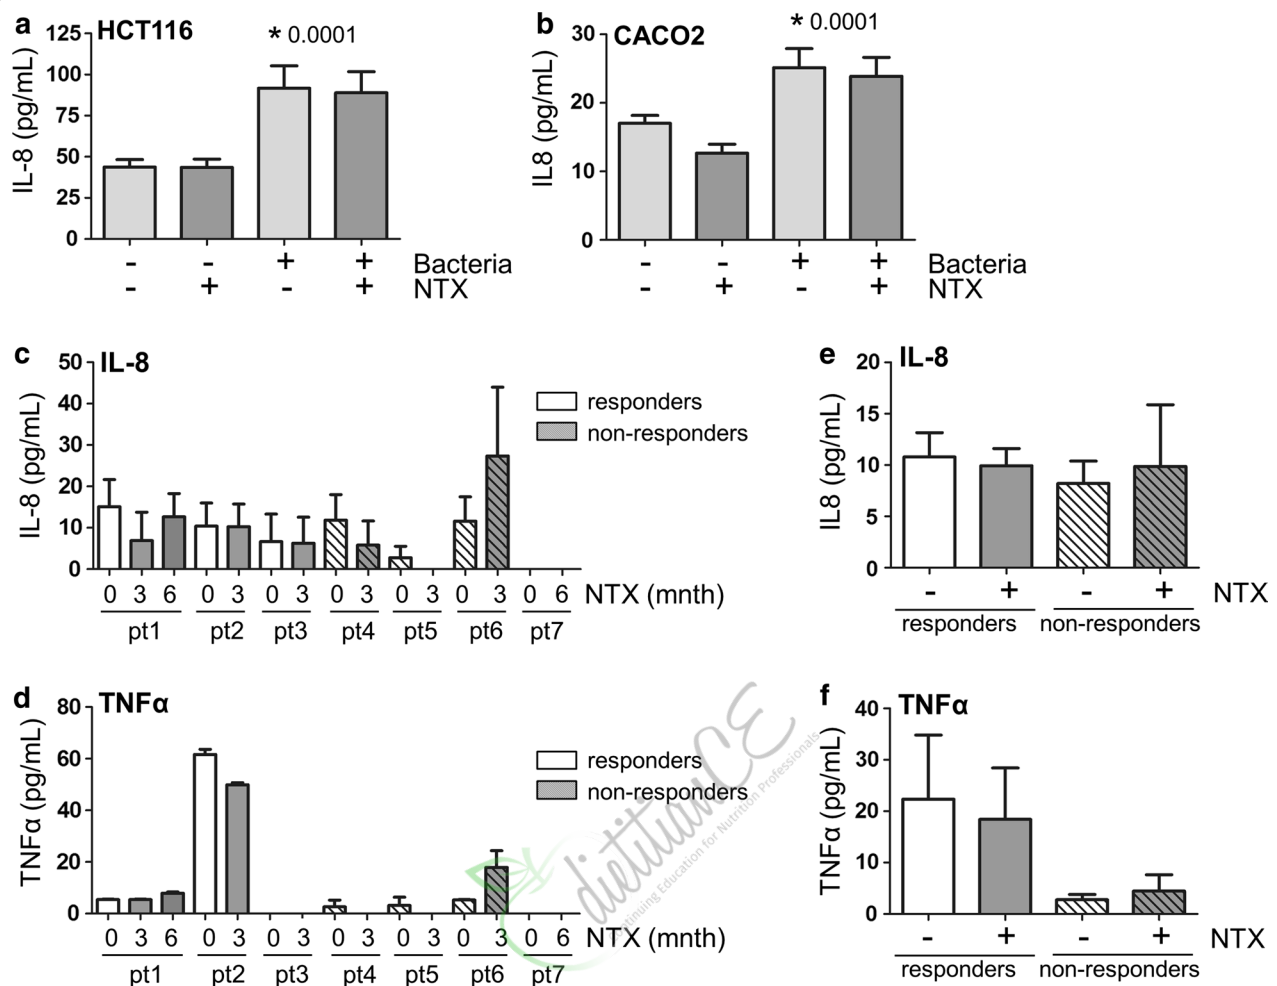 a HCT116
* 0.0001
IL-8 (pg/mL)
125
100
75
50
25
0
- - + + Bacteria
- + - + NTX
b CACO2
* 0.0001
IL8 (pg/mL)
30
20
10
0
- - + + Bacteria
- + - + NTX
c IL-8
IL-8 (pg/mL)
50
40
30
20
10
0
responders
non-responders
0 3 6 0 3 0 3 0 3 0 3 0 3 0 6 NTX (mnth)
pt1 pt2 pt3 pt4 pt5 pt6 pt7
e IL-8
IL8 (pg/mL)
20
15
10
5
0
- + - + NTX
responders non-responders
d TNFα
TNFα (pg/mL)
80
60
40
20
0
responders
non-responders
0 3 6 0 3 0 3 0 3 0 3 0 3 0 6 NTX (mnth)
pt1 pt2 pt3 pt4 pt5 pt6 pt7
dietitianCE
Continuing Education for Nutrition Professionals
f TNFα
TNFα (pg/mL)
40
30
20
10
0
- + - + NTX
responders non-responders